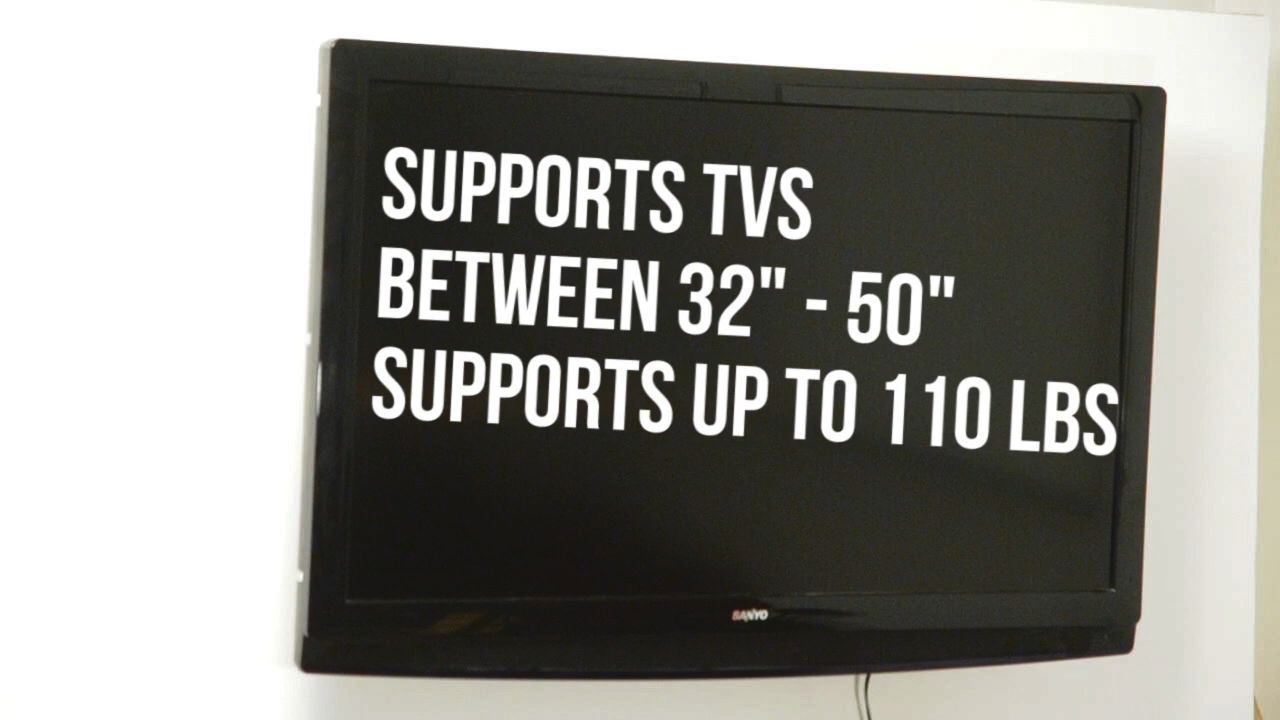 SUPPORTS TVS
BETWEEN 32" - 50"
SUPPORTS UP TO 110 LBS
SANYO